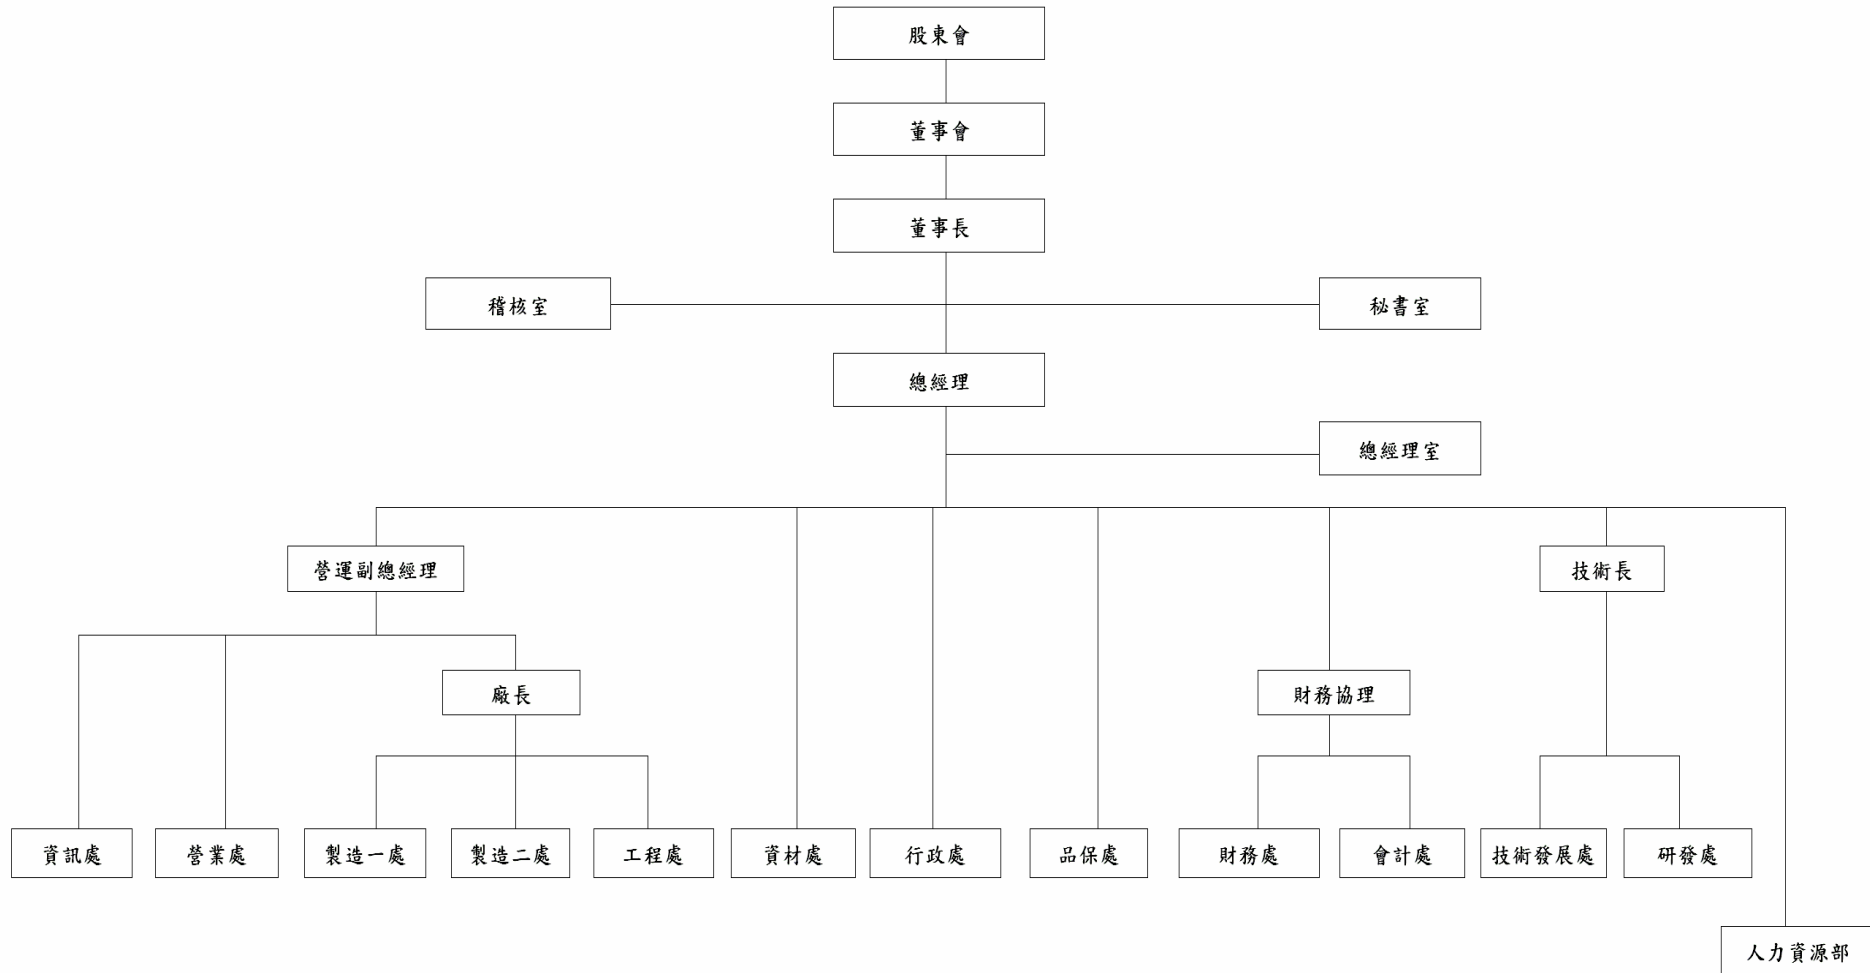 股東會
董事會
董事長
稽核室
秘書室
總經理
總經理室
營運副總經理
技術長
廠長
財務協理
資訊處
營業處
製造一處
製造二處
工程處
資材處
行政處
品保處
財務處
會計處
技術發展處
研發處
人力資源部